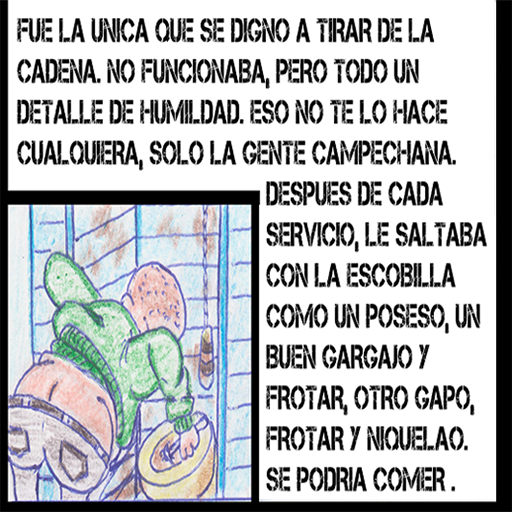 FUE LA UNICA QUE SE DIGNO A TIRAR DE LA
CADENA. NO FUNCIONABA, PERO TODO UN
DETALLE DE HUMILDAD. ESO NO TE LO HACE
CUALQUIERA, SOLO LA GENTE CAMPECHANA.
DESPUES DE CADA
SERVICIO, LE SALTABA
CON LA ESCOBILLA
COMO UN POSESO, UN
BUEN GARGAJO Y
FROTAR, OTRO GAPO,
FROTAR Y NIQUELAO.
SE PODRIA COMER .